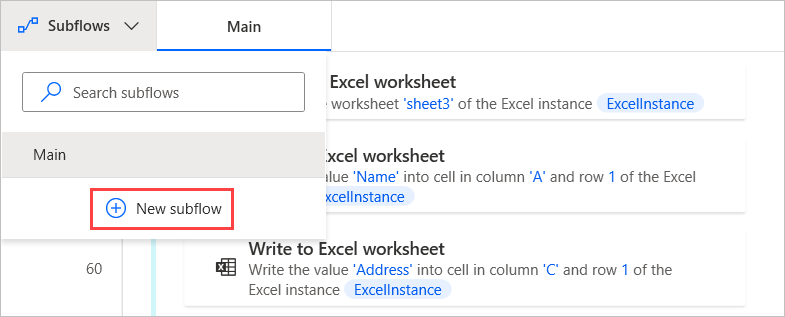 Subflows
Main
Search subflows
Main
New subflow
Excel worksheet
e worksheet 'sheet3' of the Excel instance ExcelInstance
Excel worksheet
alue 'Name' into cell in column 'A' and row 1 of the Excel
xcelInstance
60
Write to Excel worksheet
Write the value 'Address' into cell in column 'C' and row 1 of the
Excel instance ExcelInstance